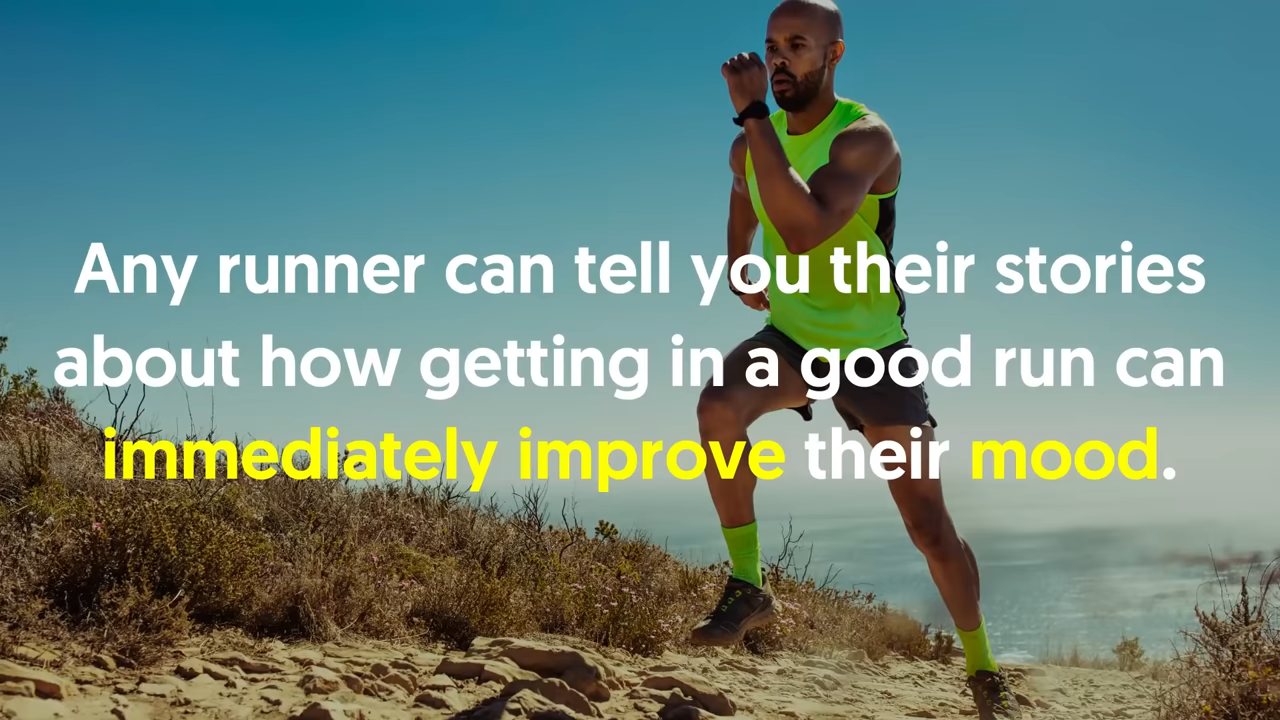 Any runner can tell you their stories
about how getting in a good run can
immediately improve their mood.